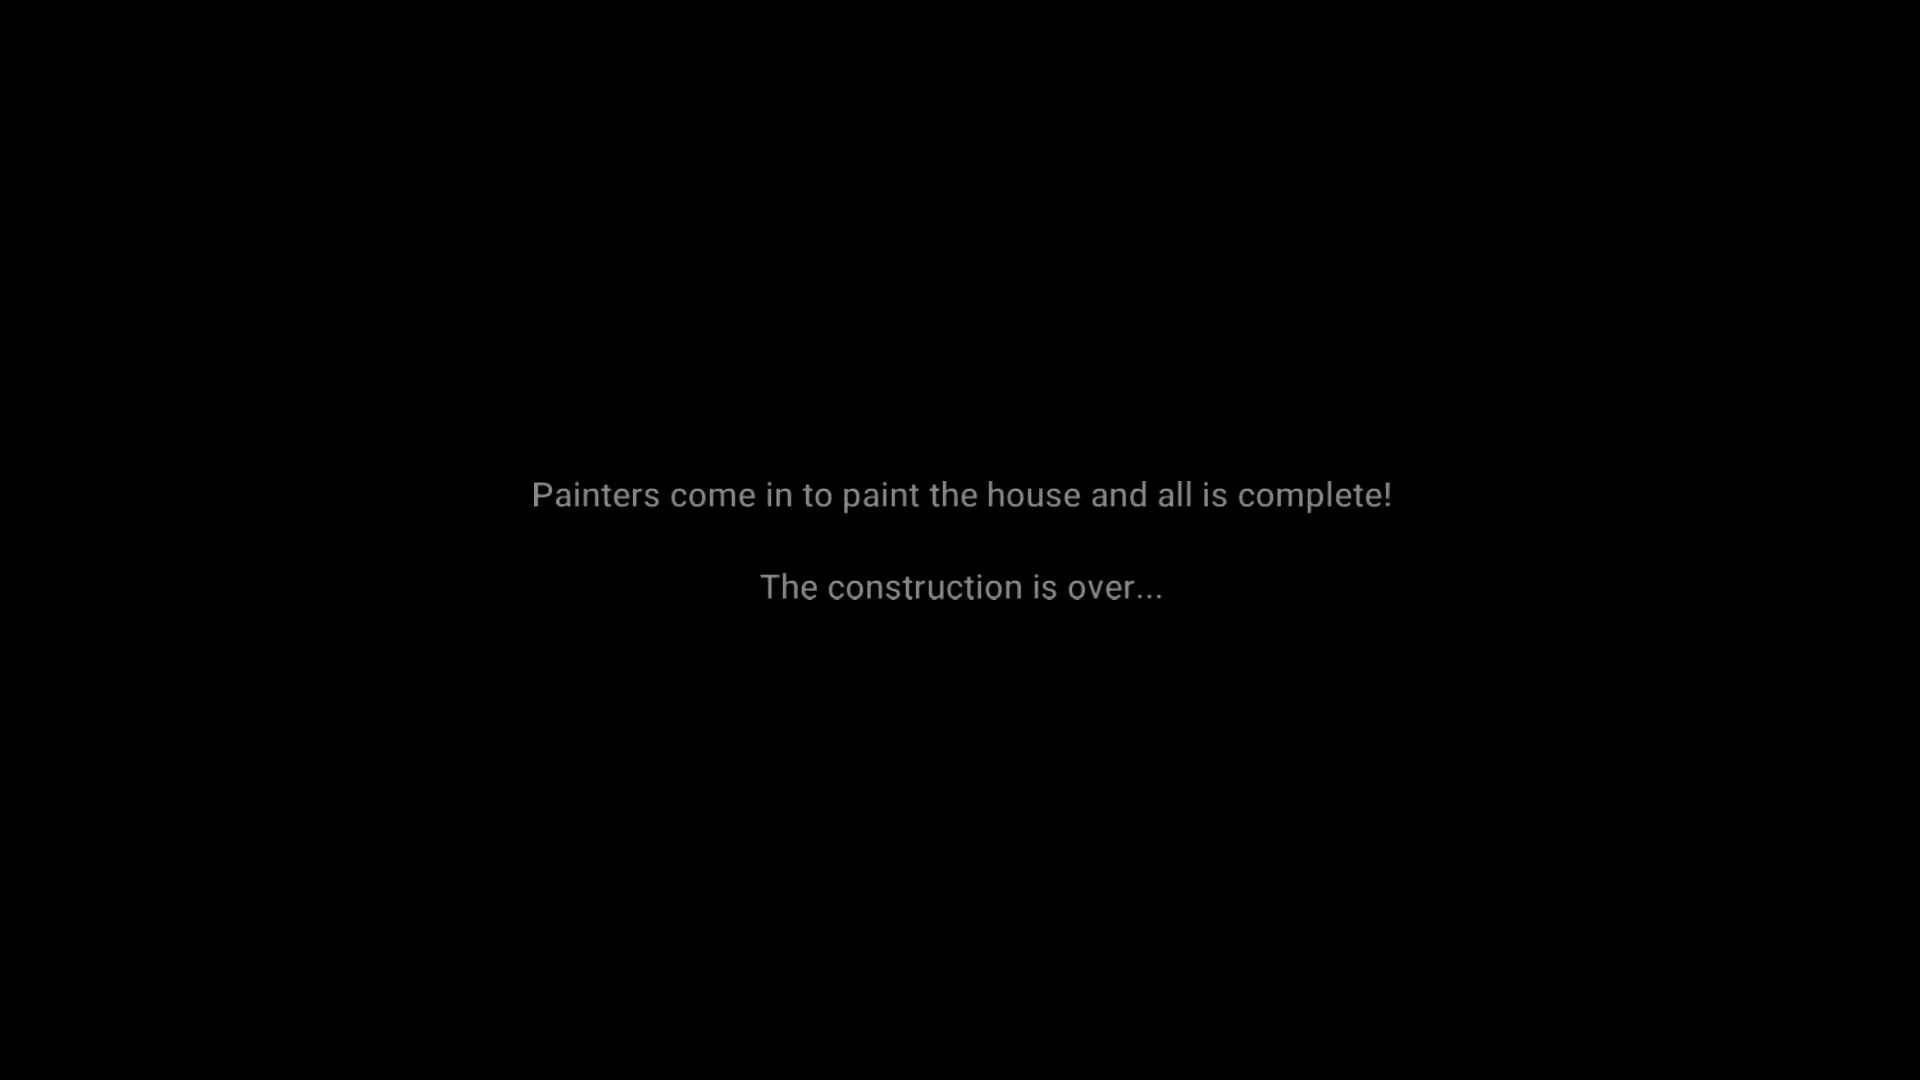 Painters come in to paint the house and all is complete!
The construction is over...